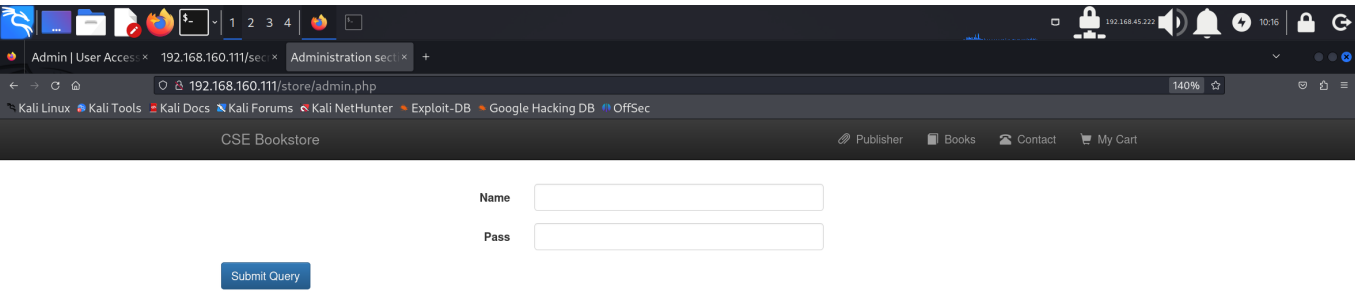 1 2 3 4
192.168.45.222
10:16
Admin | User Access
192.168.160.111/sec
Administration sect
192.168.160.111/store/admin.php
140%
Kali Linux Kali Tools Kali Docs Kali Forums Kali NetHunter Exploit-DB Google Hacking DB OffSec
CSE Bookstore Publisher Books Contact My Cart
Name
Pass
Submit Query